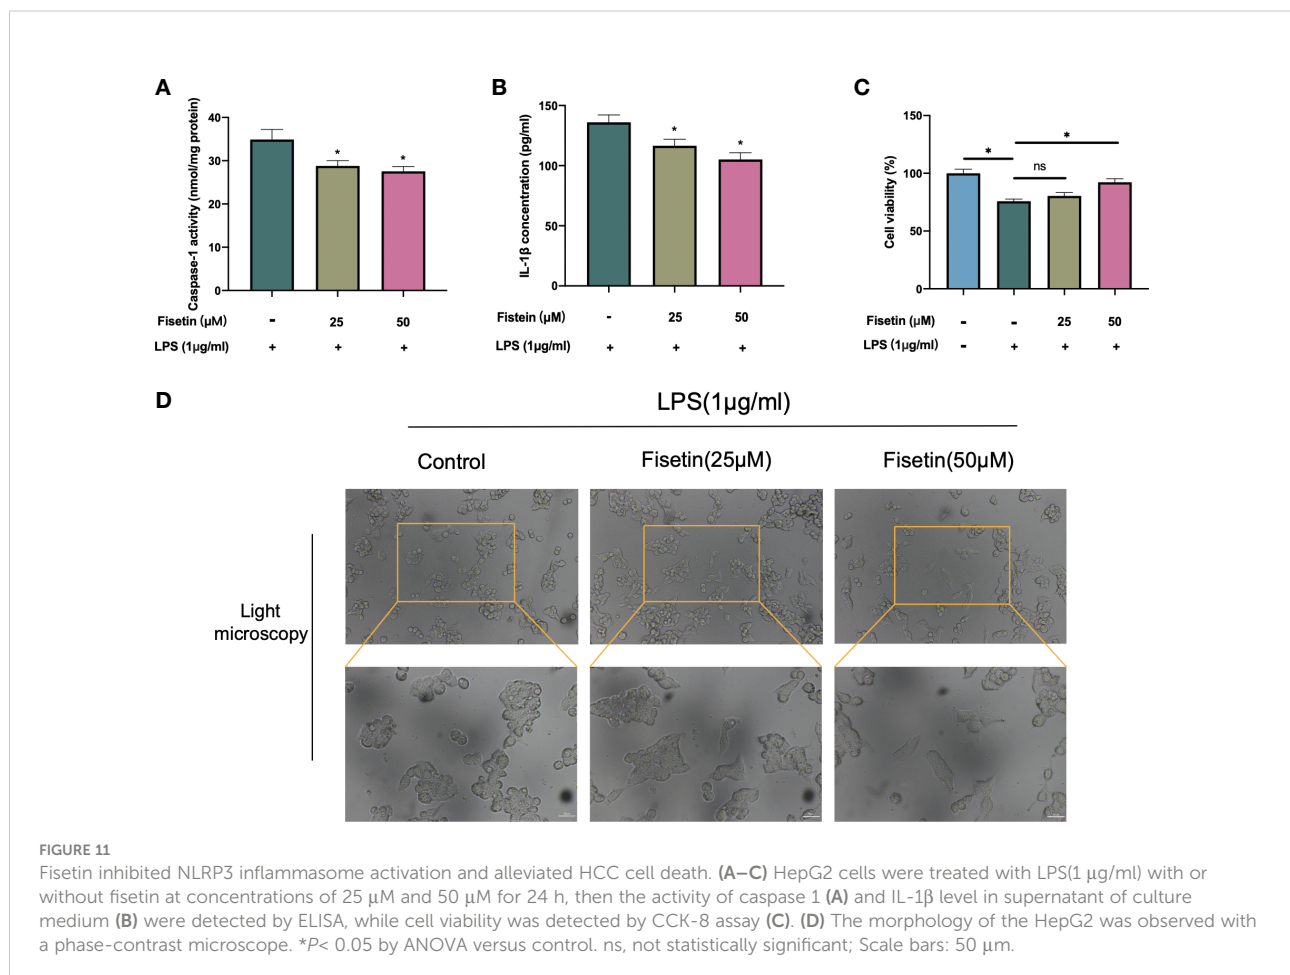 A
B
C
Caspase-1 activity (nmol/mg protein)
40
30
20
10
0
*
*
Fisetin (μM)
-
25
50
LPS (1μg/ml)
+
+
+
IL-1β concentration (pg/ml)
150
100
50
0
*
*
Fistein (μM)
-
25
50
LPS (1μg/ml)
+
+
+
Cell viability (%)
150
100
50
0
*
ns
*
Fisetin (μM)
-
-
25
50
LPS (1μg/ml)
-
+
+
+
D
LPS(1μg/ml)
Control
Fisetin(25μM)
Fisetin(50μM)
Light
microscopy
FIGURE 11
Fisetin inhibited NLRP3 inflammasome activation and alleviated HCC cell death. (A–C) HepG2 cells were treated with LPS(1 μg/ml) with or
without fisetin at concentrations of 25 μM and 50 μM for 24 h, then the activity of caspase 1 (A) and IL-1β level in supernatant of culture
medium (B) were detected by ELISA, while cell viability was detected by CCK-8 assay (C). (D) The morphology of the HepG2 was observed with
a phase-contrast microscope. *P< 0.05 by ANOVA versus control. ns, not statistically significant; Scale bars: 50 μm.